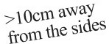 >10cm away
from the sides